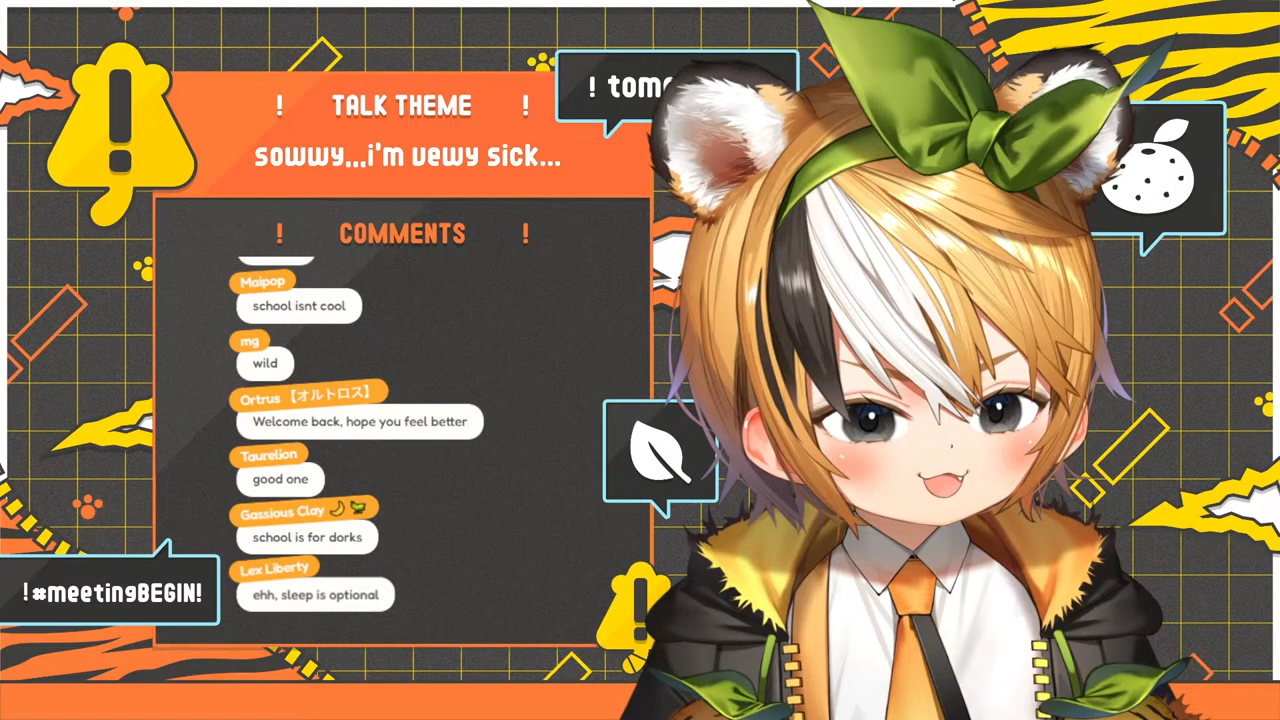 ! TALK THEME !
sowwy...i'm vewy sick...
! tomo
! COMMENTS !
Maipop
school isnt cool
mg
wild
Ortrus 【オルトロス】
Welcome back, hope you feel better
Taurelion
good one
Gassious Clay
school is for dorks
Lex Liberty
ehh, sleep is optional
!#meetingBEGIN!